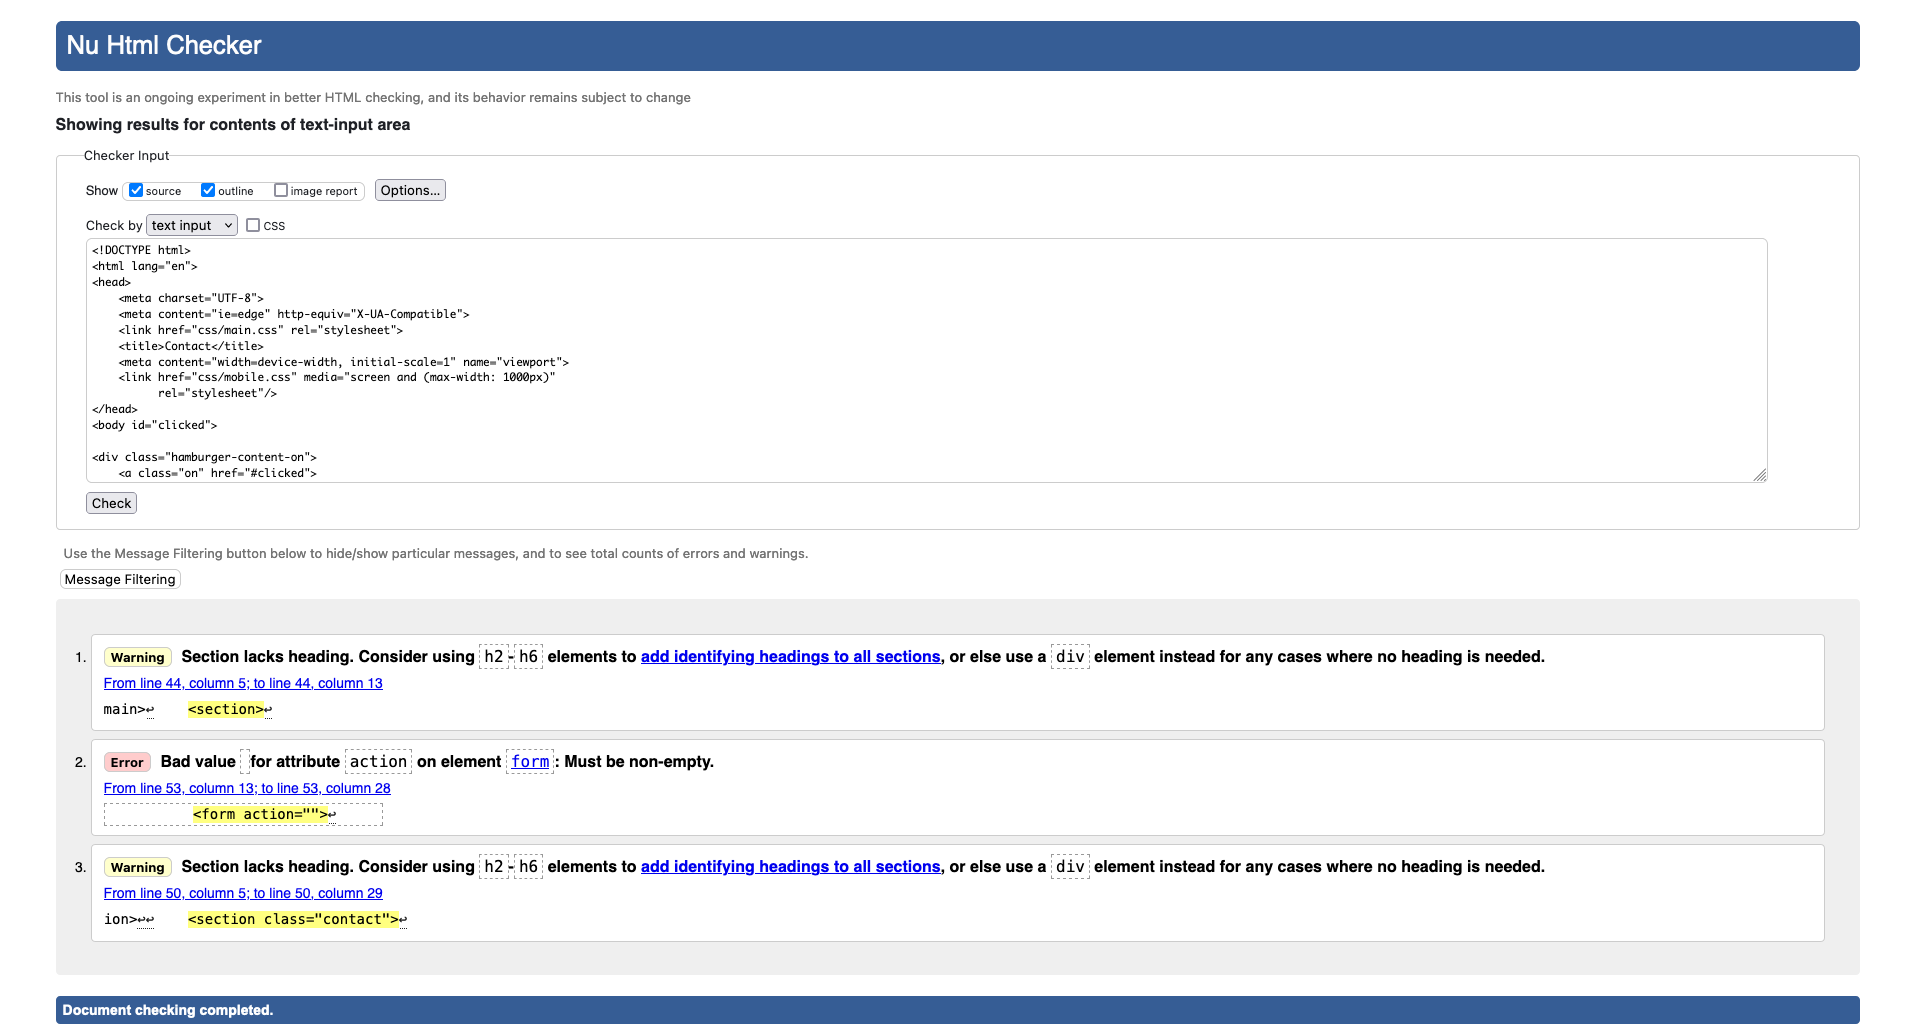 Nu Html Checker
This tool is an ongoing experiment in better HTML checking, and its behavior remains subject to change
Showing results for contents of text-input area
Checker Input
Show source outline image report Options...
Check by text input CSS
<!DOCTYPE html>
<html lang="en">
<head>
    <meta charset="UTF-8">
    <meta content="ie=edge" http-equiv="X-UA-Compatible">
    <link href="css/main.css" rel="stylesheet">
    <title>Contact</title>
    <meta content="width=device-width, initial-scale=1" name="viewport">
    <link href="css/mobile.css" media="screen and (max-width: 1000px)"
          rel="stylesheet"/>
</head>
<body id="clicked">
<div class="hamburger-content-on">
    <a class="on" href="#clicked">
Check
Use the Message Filtering button below to hide/show particular messages, and to see total counts of errors and warnings.
Message Filtering
1. Warning Section lacks heading. Consider using h2-h6 elements to add identifying headings to all sections, or else use a div element instead for any cases where no heading is needed.
From line 44, column 5; to line 44, column 13
main>↩    <section>↩
2. Error Bad value for attribute action on element form: Must be non-empty.
From line 53, column 13; to line 53, column 28
<form action="">↩
3. Warning Section lacks heading. Consider using h2-h6 elements to add identifying headings to all sections, or else use a div element instead for any cases where no heading is needed.
From line 50, column 5; to line 50, column 29
ion>↩↩    <section class="contact">↩
Document checking completed.